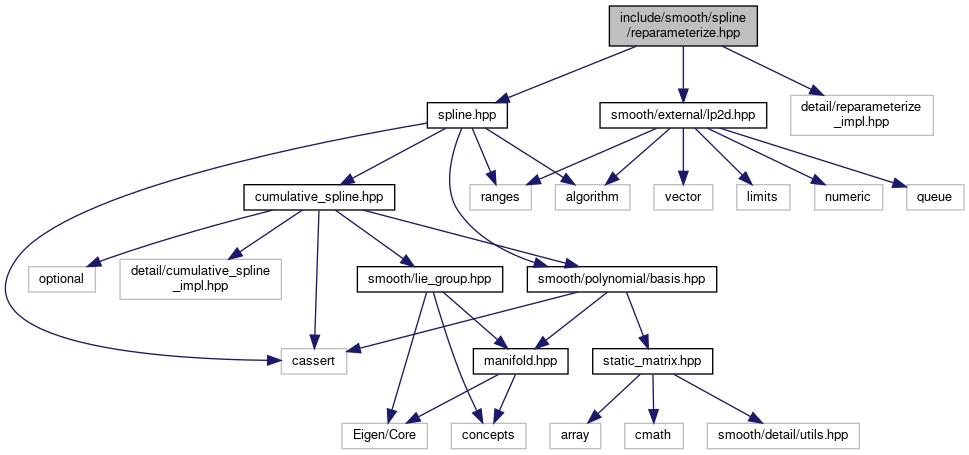 include/smooth/spline
/reparameterize.hpp
spline.hpp
smooth/external/lp2d.hpp
detail/reparameterize
_impl.hpp
cumulative_spline.hpp
ranges
algorithm
vector
limits
numeric
queue
optional
detail/cumulative_spline
_impl.hpp
smooth/lie_group.hpp
smooth/polynomial/basis.hpp
cassert
manifold.hpp
static_matrix.hpp
Eigen/Core
concepts
array
cmath
smooth/detail/utils.hpp